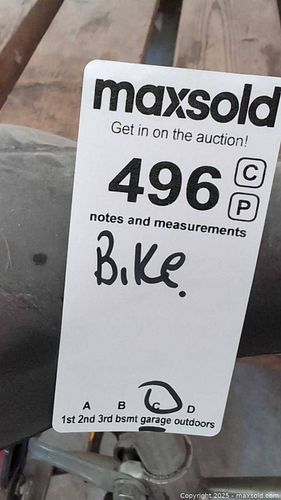 maxsold
Get in on the auction!
496 C
P
notes and measurements
Bike.
A B C D
1st 2nd 3rd bsmt garage outdoors
Copyright © 2025 - maxsold.com